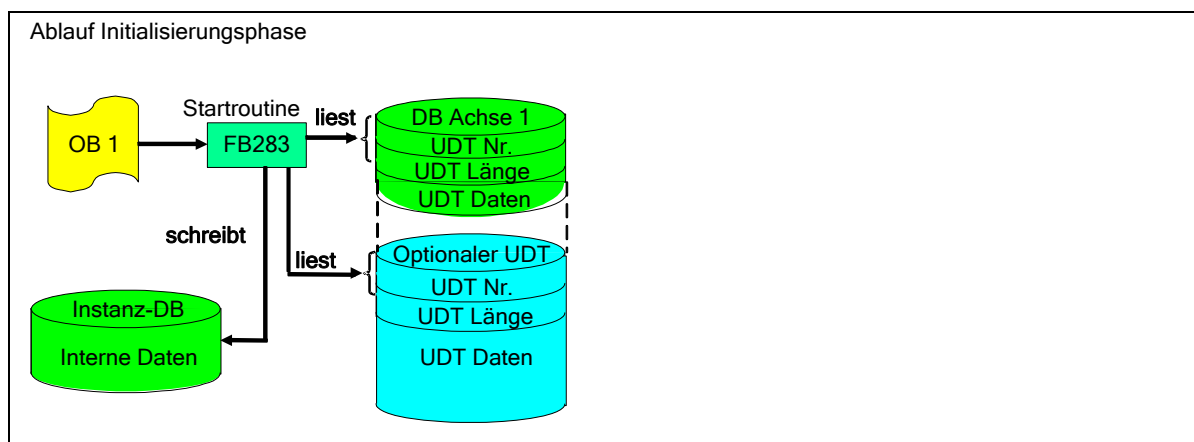 Ablauf Initialisierungsphase
Startroutine
OB 1
FB283
liest
DB Achse 1
UDT Nr.
UDT Länge
UDT Daten
schreibt
liest
Optionaler UDT
UDT Nr.
UDT Länge
UDT Daten
Instanz-DB
Interne Daten